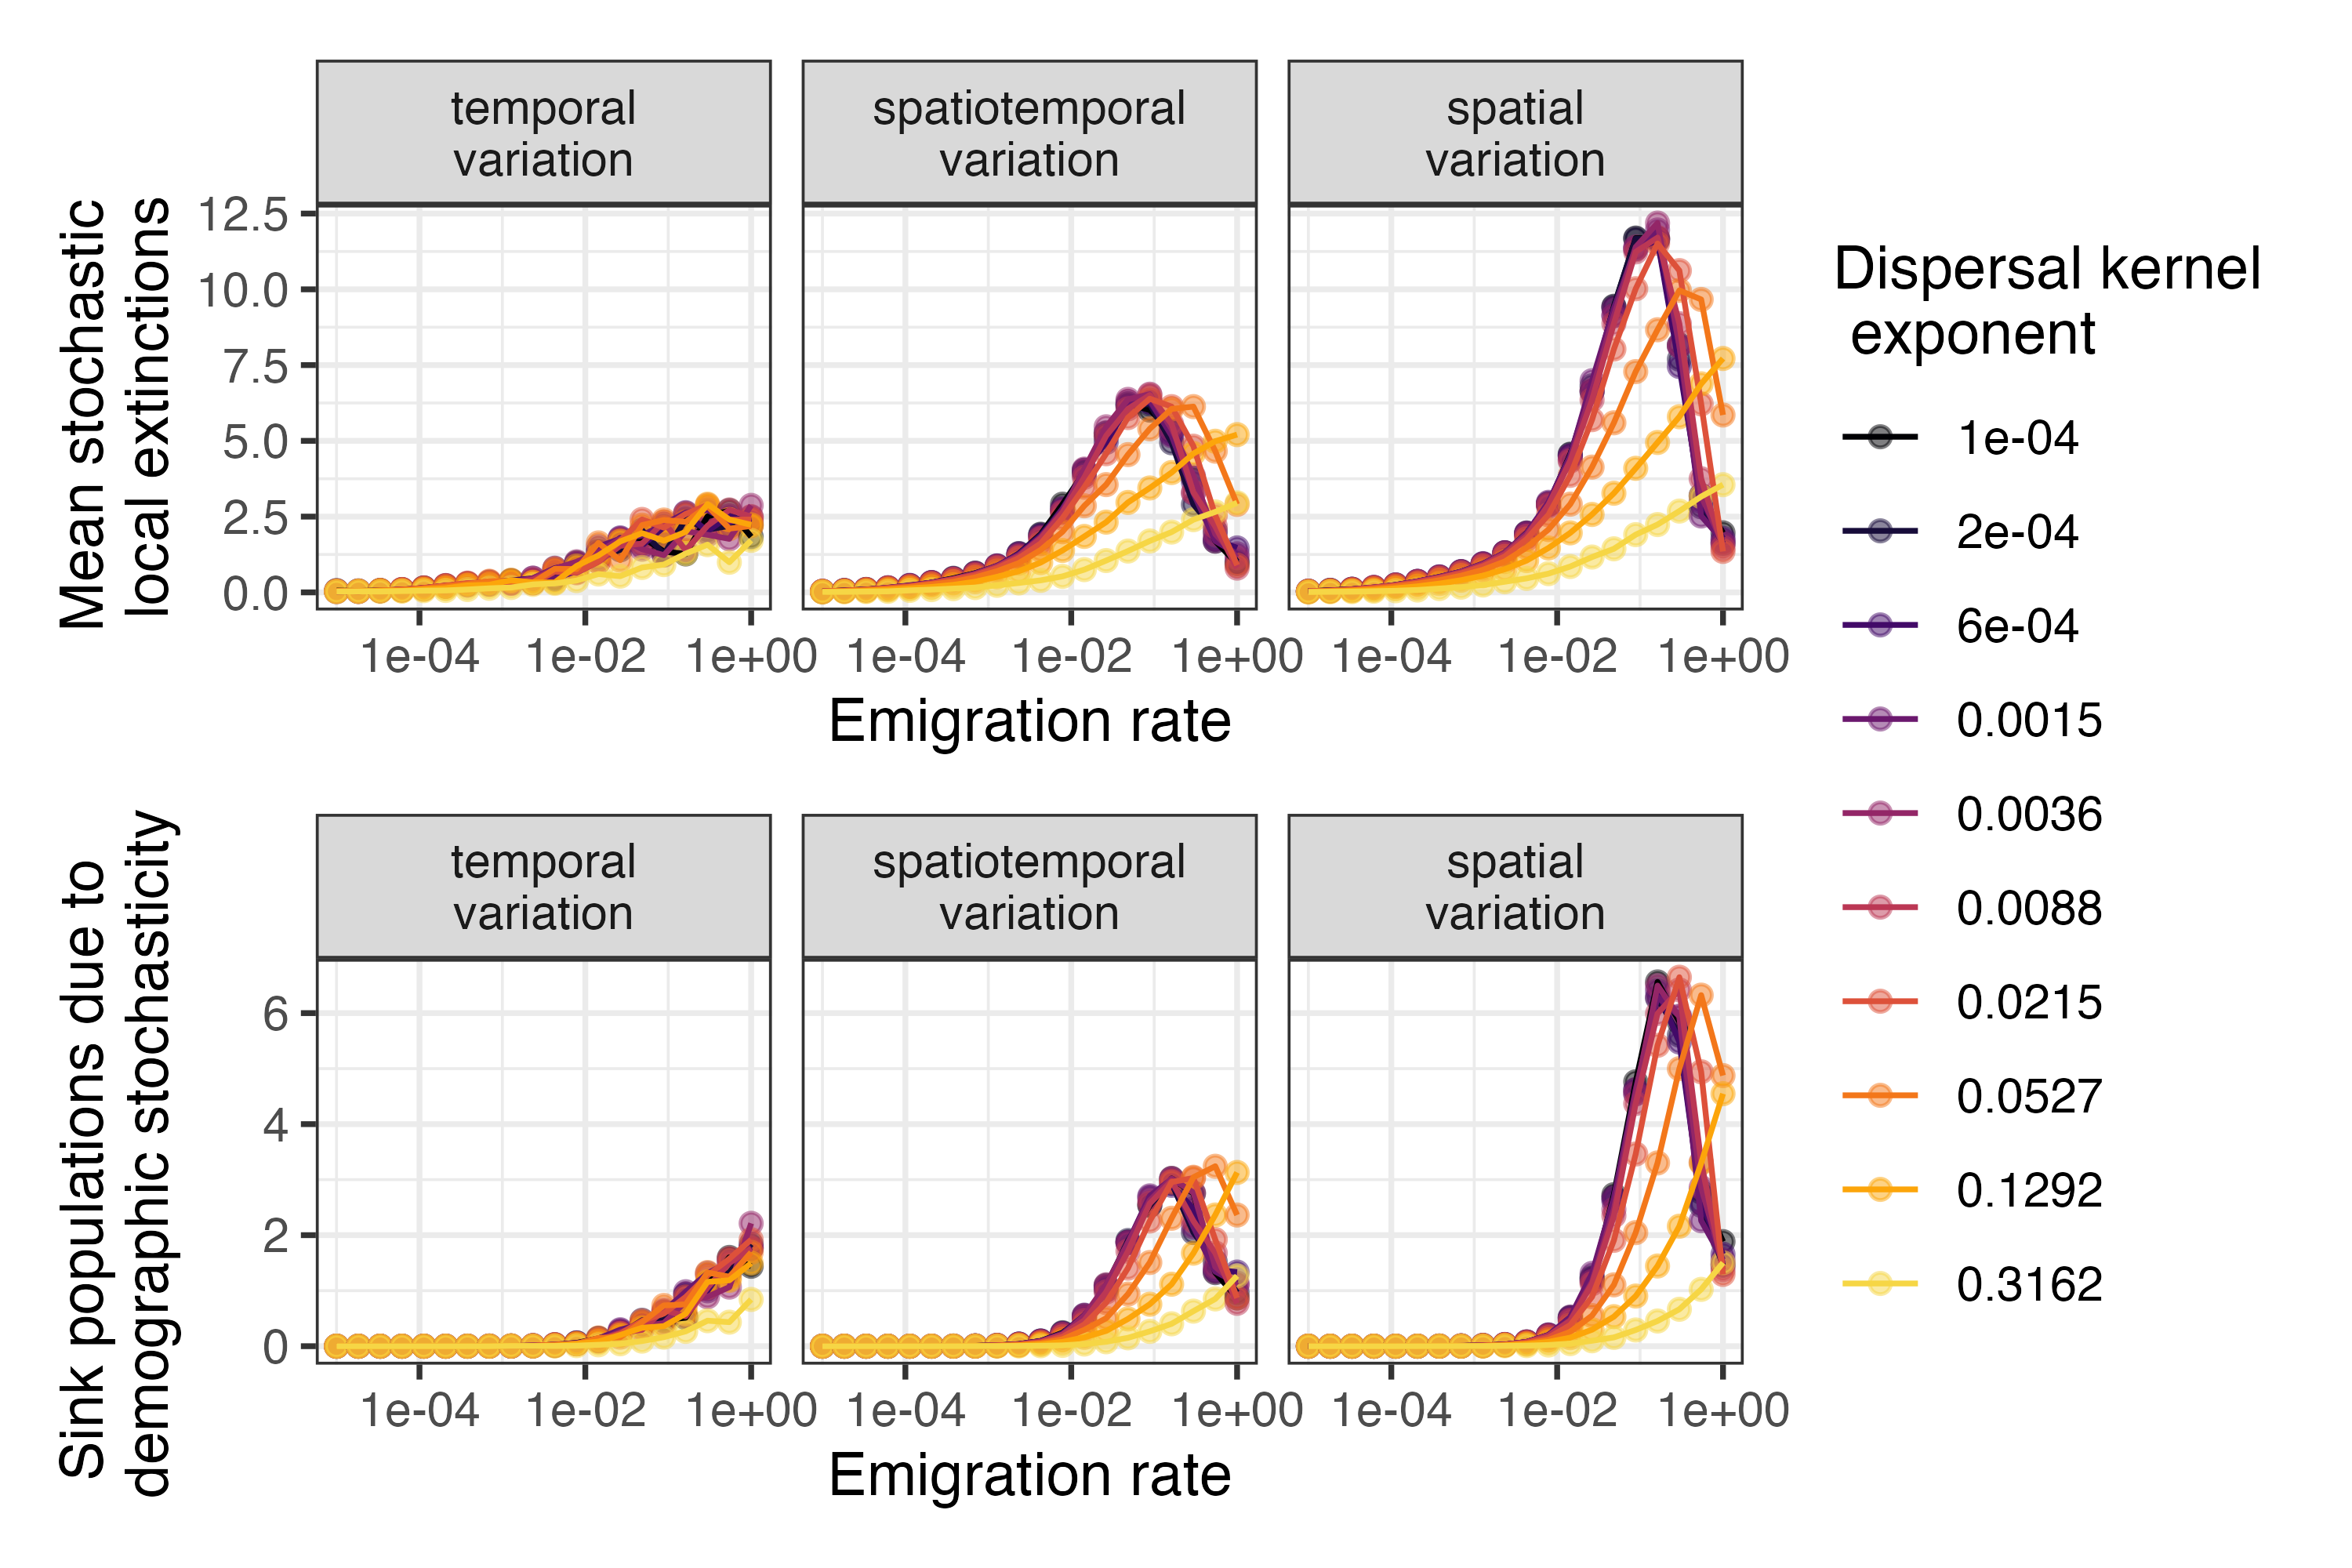 temporal
variation
spatiotemporal
variation
spatial
variation
Mean stochastic
local extinctions
12.5
10.0
7.5
5.0
2.5
0.0
1e-04 1e-02 1e+00 1e-04 1e-02 1e+00 1e-04 1e-02 1e+00
Emigration rate
temporal
variation
spatiotemporal
variation
spatial
variation
Sink populations due to
demographic stochasticity
6
4
2
0
1e-04 1e-02 1e+00 1e-04 1e-02 1e+00 1e-04 1e-02 1e+00
Emigration rate
Dispersal kernel
exponent
1e-04
2e-04
6e-04
0.0015
0.0036
0.0088
0.0215
0.0527
0.1292
0.3162